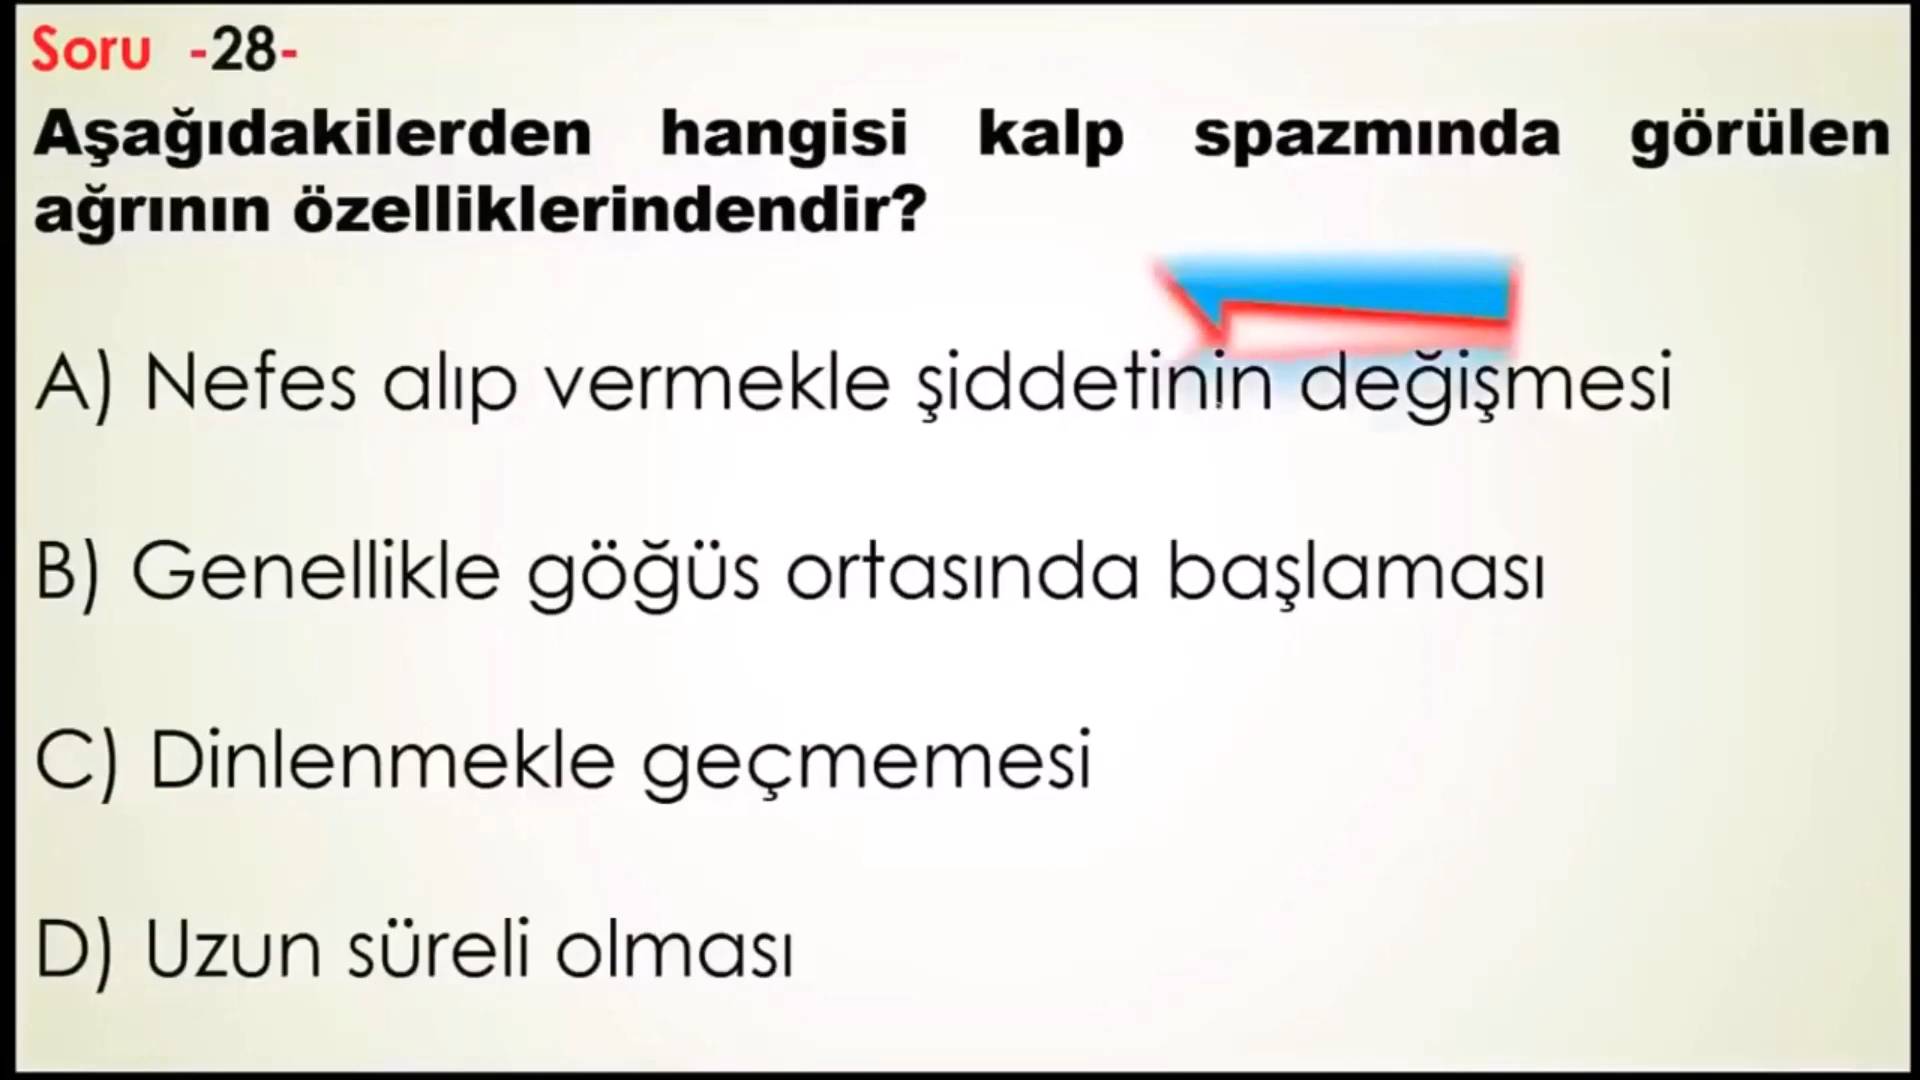 Soru -28-
Aşağıdakilerden hangisi kalp spazmında görülen
ağrının özelliklerindendir?
A) Nefes alıp vermekle şiddetinin değişmesi
B) Genellikle göğüs ortasında başlaması
C) Dinlenmekle geçmemesi
D) Uzun süreli olması